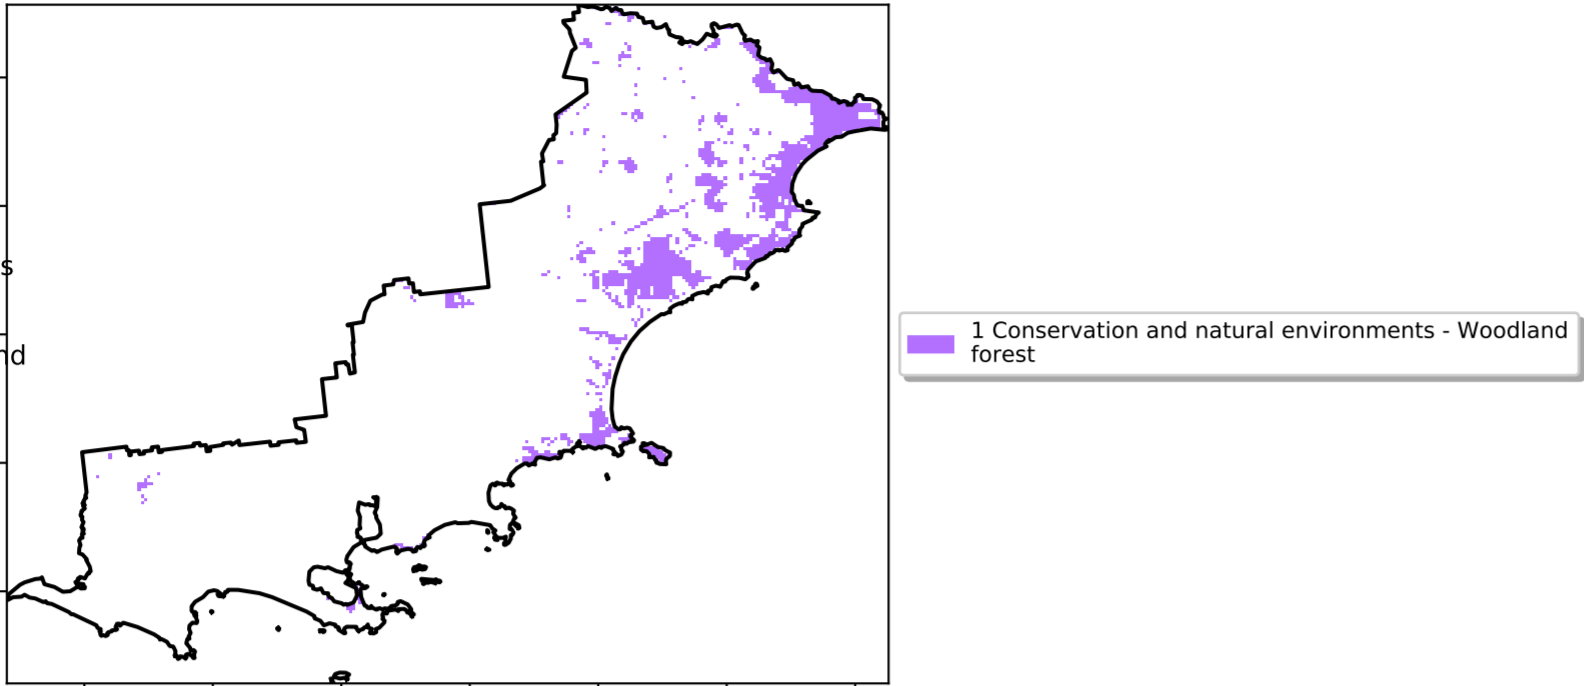 s
nd
1 Conservation and natural environments - Woodland
forest